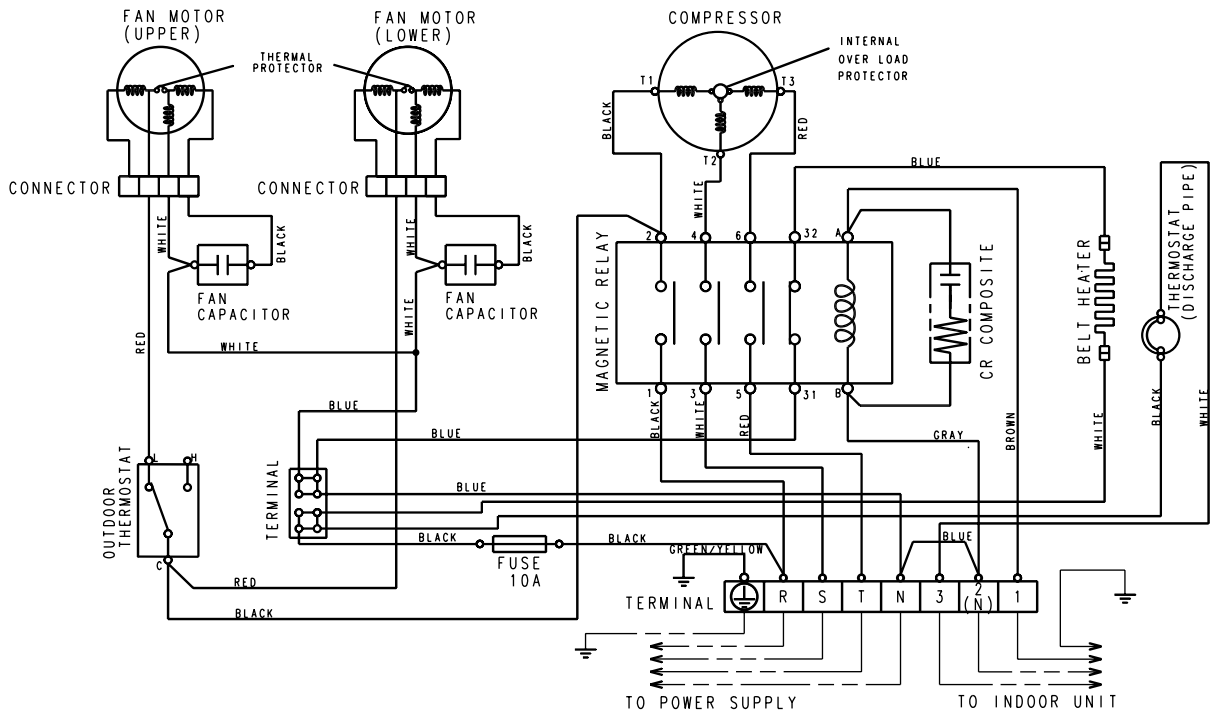 FAN MOTOR
(UPPER)
FAN MOTOR
(LOWER)
COMPRESSOR
THERMAL
PROTECTOR
INTERNAL
OVER LOAD
PROTECTOR
T1
T3
T2
BLACK
RED
WHITE
BLUE
CONNECTOR
CONNECTOR
WHITE
BLACK
WHITE
BLACK
FAN
CAPACITOR
FAN
CAPACITOR
RED
WHITE
WHITE
MAGNETIC RELAY
2
4
6
32
A
1
3
5
31
B
CR COMPOSITE
BELT HEATER
THERMOSTAT
(DISCHARGE PIPE)
BLACK
WHITE
RED
GRAY
BROWN
WHITE
BLACK
WHITE
BLUE
BLUE
L
H
OUTDOOR
THERMOSTAT
C
TERMINAL
BLUE
BLACK
FUSE
10A
BLACK
GREEN/YELLOW
BLUE
RED
BLACK
TERMINAL
R
S
T
N
3
2
(N)
1
TO POWER SUPPLY
TO INDOOR UNIT